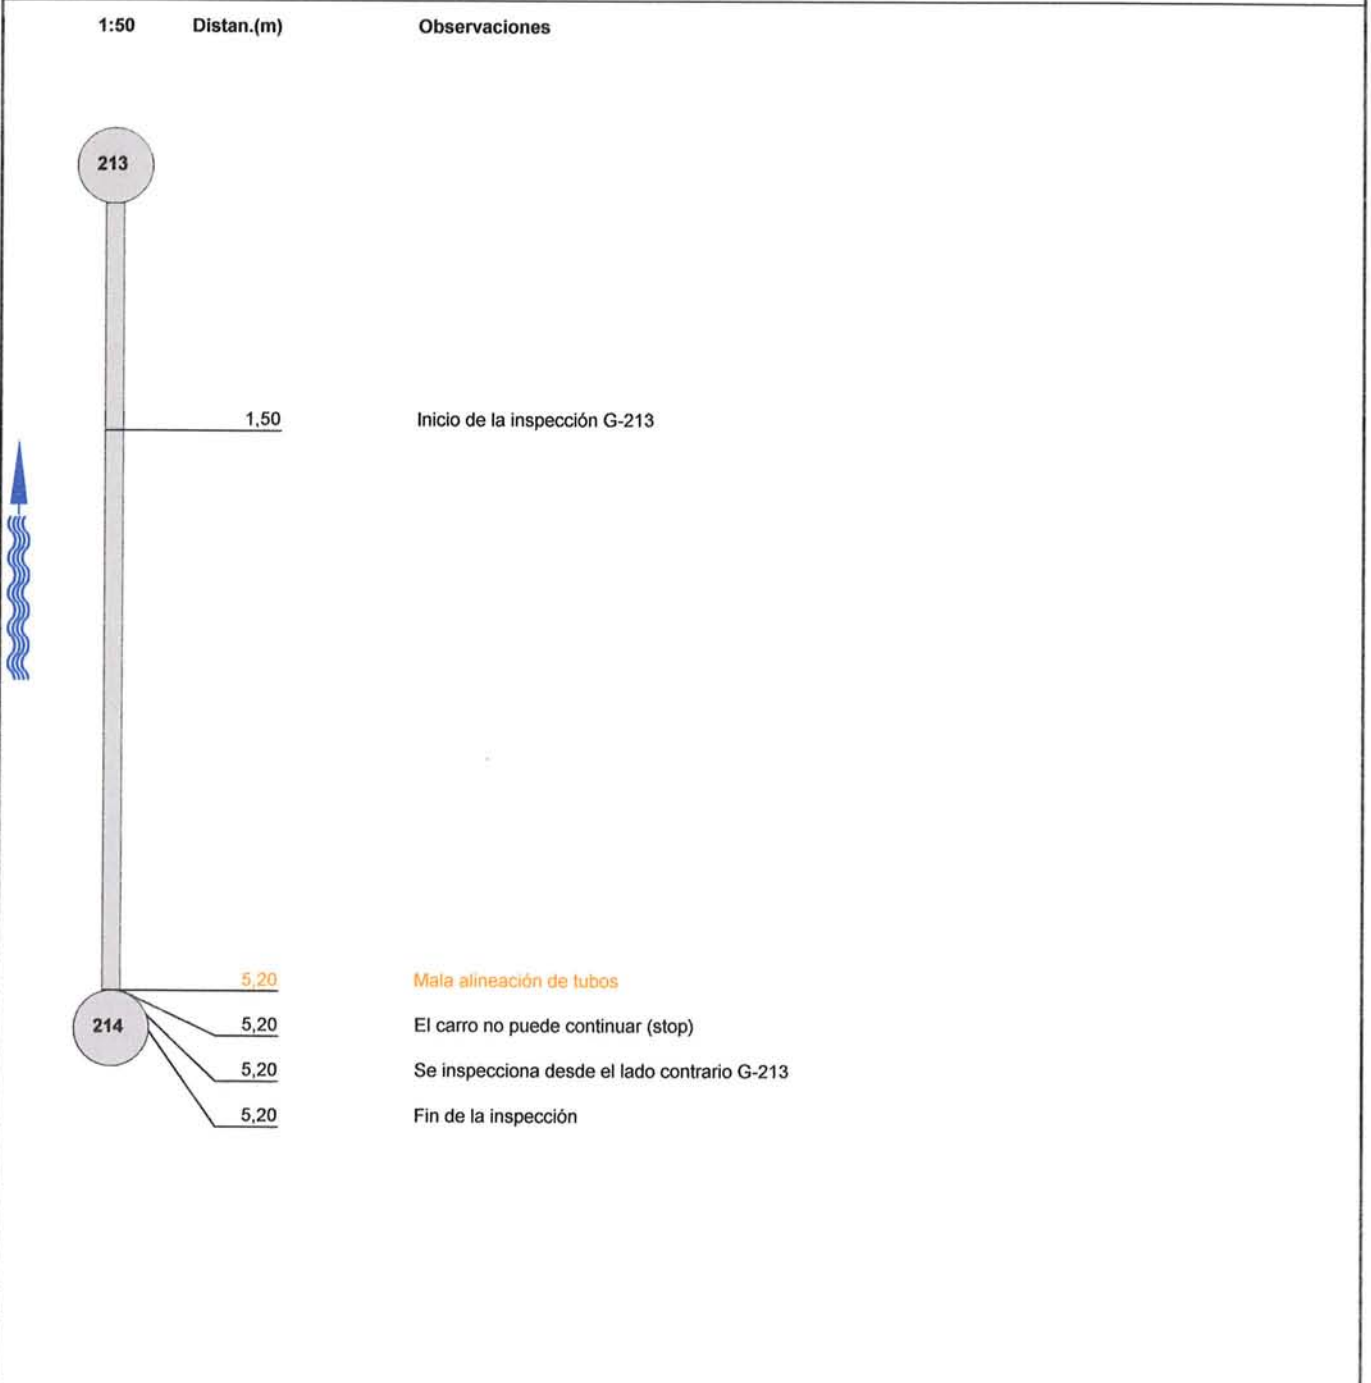 1:50 Distan.(m) Observaciones
213
1,50 Inicio de la inspección G-213
5,20 Mala alineación de tubos
214
5,20 El carro no puede continuar (stop)
5,20 Se inspecciona desde el lado contrario G-213
5,20 Fin de la inspección